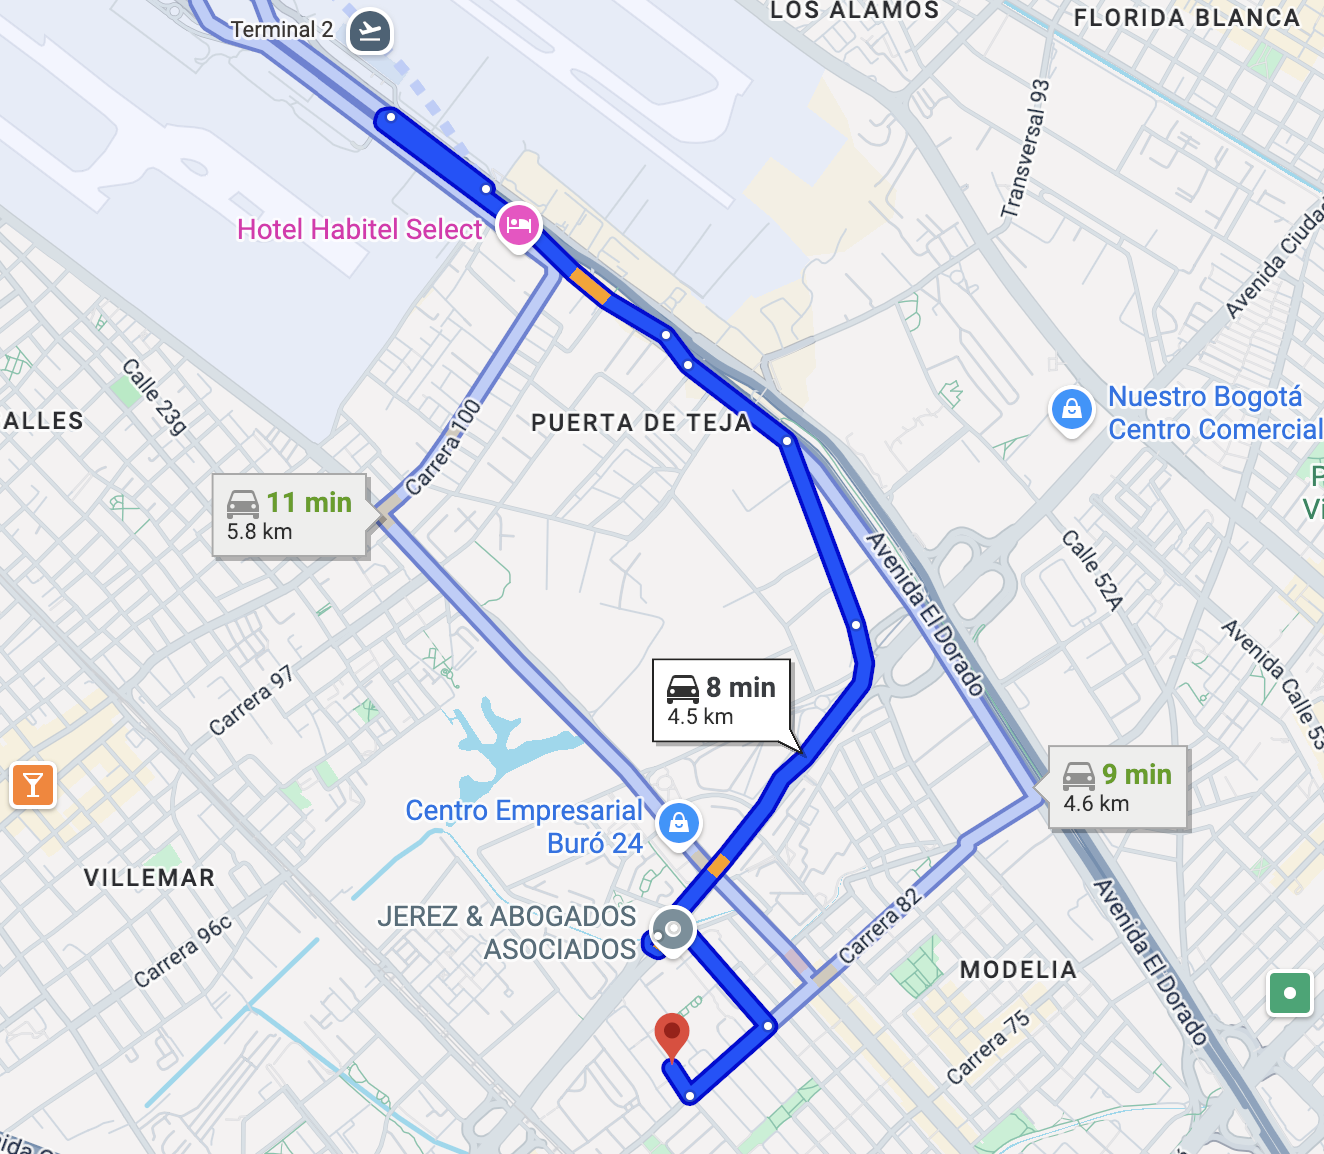 LOS ALAMOS
FLORIDA BLANCA
Terminal 2
Transversal 93
Hotel Habitel Select
Avenida Ciudad
Calle 23g
ALLES
PUERTA DE TEJA
Nuestro Bogotá
Centro Comercial
Carrera 100
P
Vi
11 min
5.8 km
Avenida El Dorado
Calle 52A
Avenida Calle 53
Carrera 97
8 min
4.5 km
9 min
4.6 km
Centro Empresarial
Buró 24
VILLEMAR
JEREZ & ABOGADOS
ASOCIADOS
Carrera 96c
Carrera 82
Avenida El Dorado
MODELIA
Carrera 75